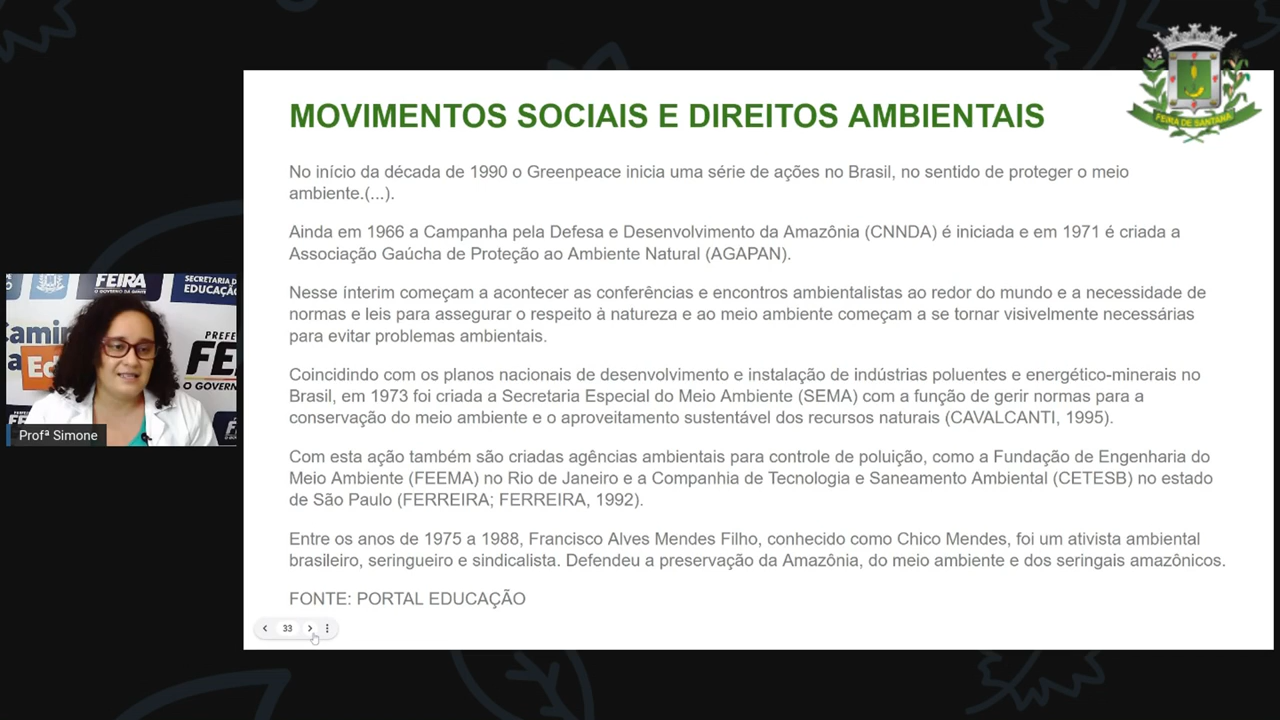 MOVIMENTOS SOCIAIS E DIREITOS AMBIENTAIS
No início da década de 1990 o Greenpeace inicia uma série de ações no Brasil, no sentido de proteger o meio
ambiente.(...).
Ainda em 1966 a Campanha pela Defesa e Desenvolvimento da Amazônia (CNNDA) é iniciada e em 1971 é criada a
Associação Gaúcha de Proteção ao Ambiente Natural (AGAPAN).
Nesse ínterim começam a acontecer as conferências e encontros ambientalistas ao redor do mundo e a necessidade de
normas e leis para assegurar o respeito à natureza e ao meio ambiente começam a se tornar visivelmente necessárias
para evitar problemas ambientais.
Coincidindo com os planos nacionais de desenvolvimento e instalação de indústrias poluentes e energético-minerais no
Brasil, em 1973 foi criada a Secretaria Especial do Meio Ambiente (SEMA) com a função de gerir normas para a
conservação do meio ambiente e o aproveitamento sustentável dos recursos naturais (CAVALCANTI, 1995).
Com esta ação também são criadas agências ambientais para controle de poluição, como a Fundação de Engenharia do
Meio Ambiente (FEEMA) no Rio de Janeiro e a Companhia de Tecnologia e Saneamento Ambiental (CETESB) no estado
de São Paulo (FERREIRA; FERREIRA, 1992).
Entre os anos de 1975 a 1988, Francisco Alves Mendes Filho, conhecido como Chico Mendes, foi um ativista ambiental
brasileiro, seringueiro e sindicalista. Defendeu a preservação da Amazônia, do meio ambiente e dos seringais amazônicos.
FONTE: PORTAL EDUCAÇÃO
33
FEIRA DE SANTANA
FEIRA
O GOVERNO DA GENTE
SECRETARIA D
EDUCAÇÃO
Camin
Ed
PREFE
FE
O GOVERN
Profª Simone